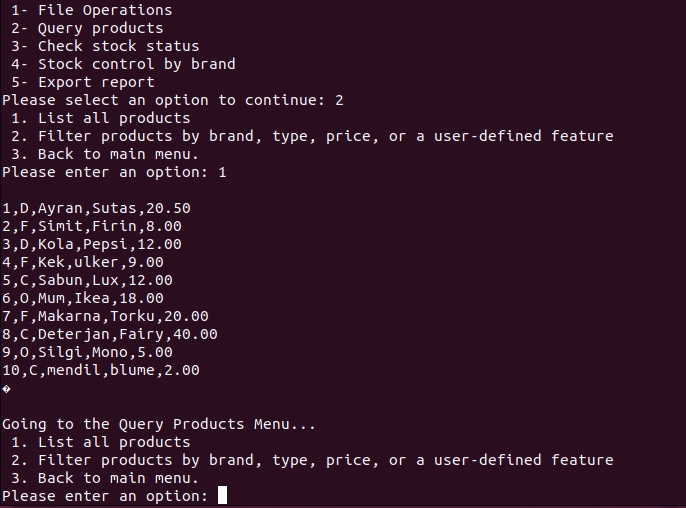 1- File Operations
2- Query products
3- Check stock status
4- Stock control by brand
5- Export report
Please select an option to continue: 2
1. List all products
2. Filter products by brand, type, price, or a user-defined feature
3. Back to main menu.
Please enter an option: 1
1,D,Ayran,Sutas,20.50
2,F,Simit,Firin,8.00
3,D,Kola,Pepsi,12.00
4,F,Kek,ulker,9.00
5,C,Sabun,Lux,12.00
6,O,Mum,Ikea,18.00
7,F,Makarna,Torku,20.00
8,C,Deterjan,Fairy,40.00
9,O,Silgi,Mono,5.00
10,C,mendil,blume,2.00
�
Going to the Query Products Menu...
1. List all products
2. Filter products by brand, type, price, or a user-defined feature
3. Back to main menu.
Please enter an option: